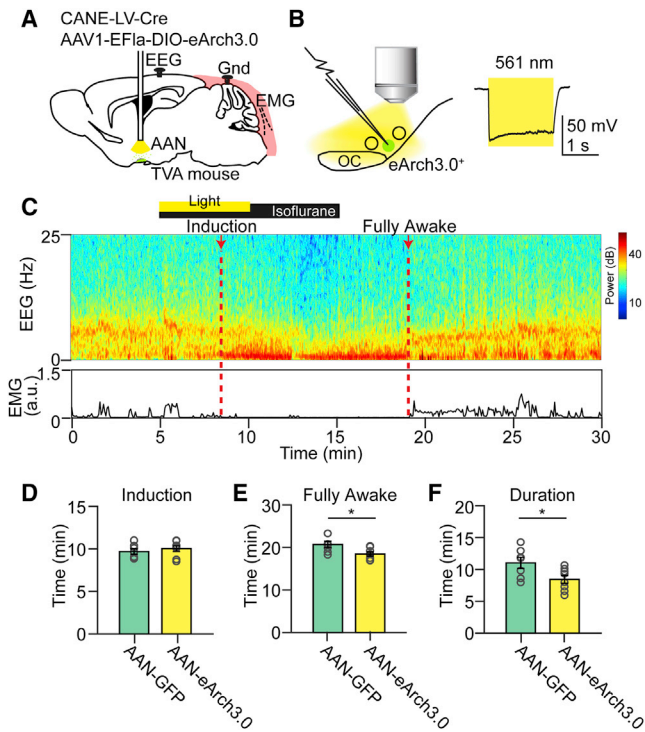 A
CANE-LV-Cre
AAV1-EFla-DIO-eArch3.0
EEG
Gnd
EMG
AAN
TVA mouse
B
OC
eArch3.0⁺
561 nm
50 mV
1 s
C
Light
Isoflurane
Induction
Fully Awake
25
0
EEG (Hz)
Power (dB)
40
10
1.5
0
EMG
(a.u.)
0 5 10 15 20 25 30
Time (min)
D
Induction
Time (min)
15
10
5
0
AAN-GFP
AAN-eArch3.0
E
Fully Awake
*
Time (min)
30
20
10
0
AAN-GFP
AAN-eArch3.0
F
Duration
*
Time (min)
15
10
5
0
AAN-GFP
AAN-eArch3.0